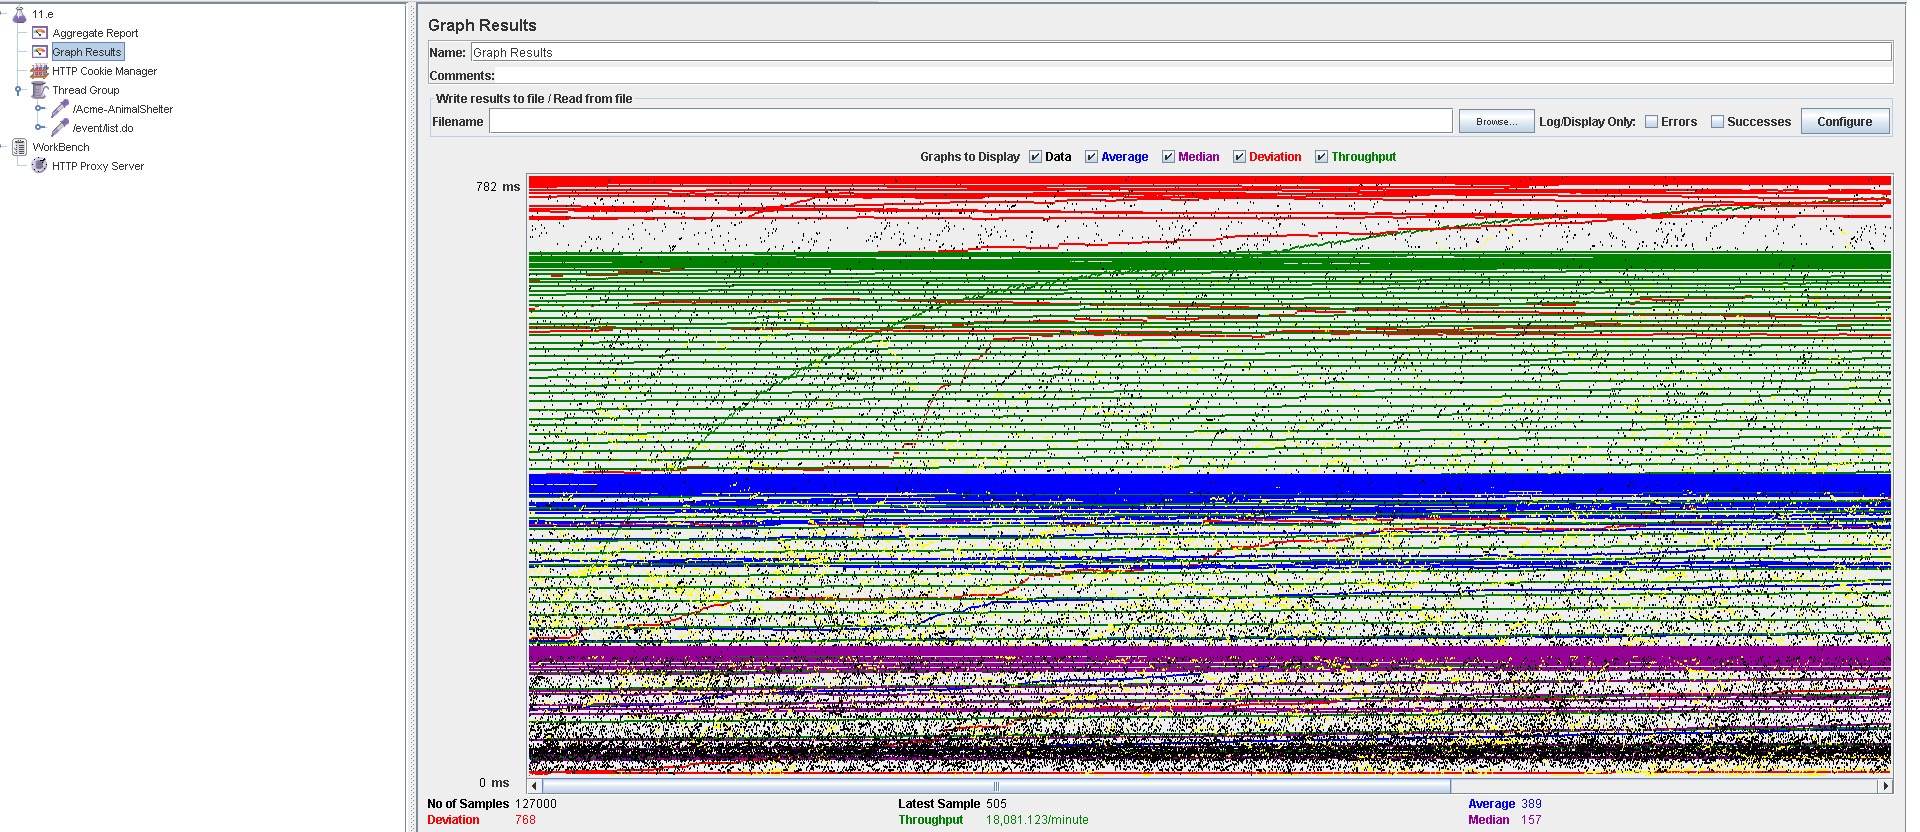 11.e
Aggregate Report
Graph Results
HTTP Cookie Manager
Thread Group
/Acme-AnimalShelter
/event/list.do
WorkBench
HTTP Proxy Server
Graph Results
Name: Graph Results
Comments:
Write results to file / Read from file
Filename Browse... Log/Display Only: Errors Successes Configure
Graphs to Display Data Average Median Deviation Throughput
782 ms
0 ms
No of Samples 127000 Latest Sample 505 Average 389
Deviation 768 Throughput 18,081.123/minute Median 157